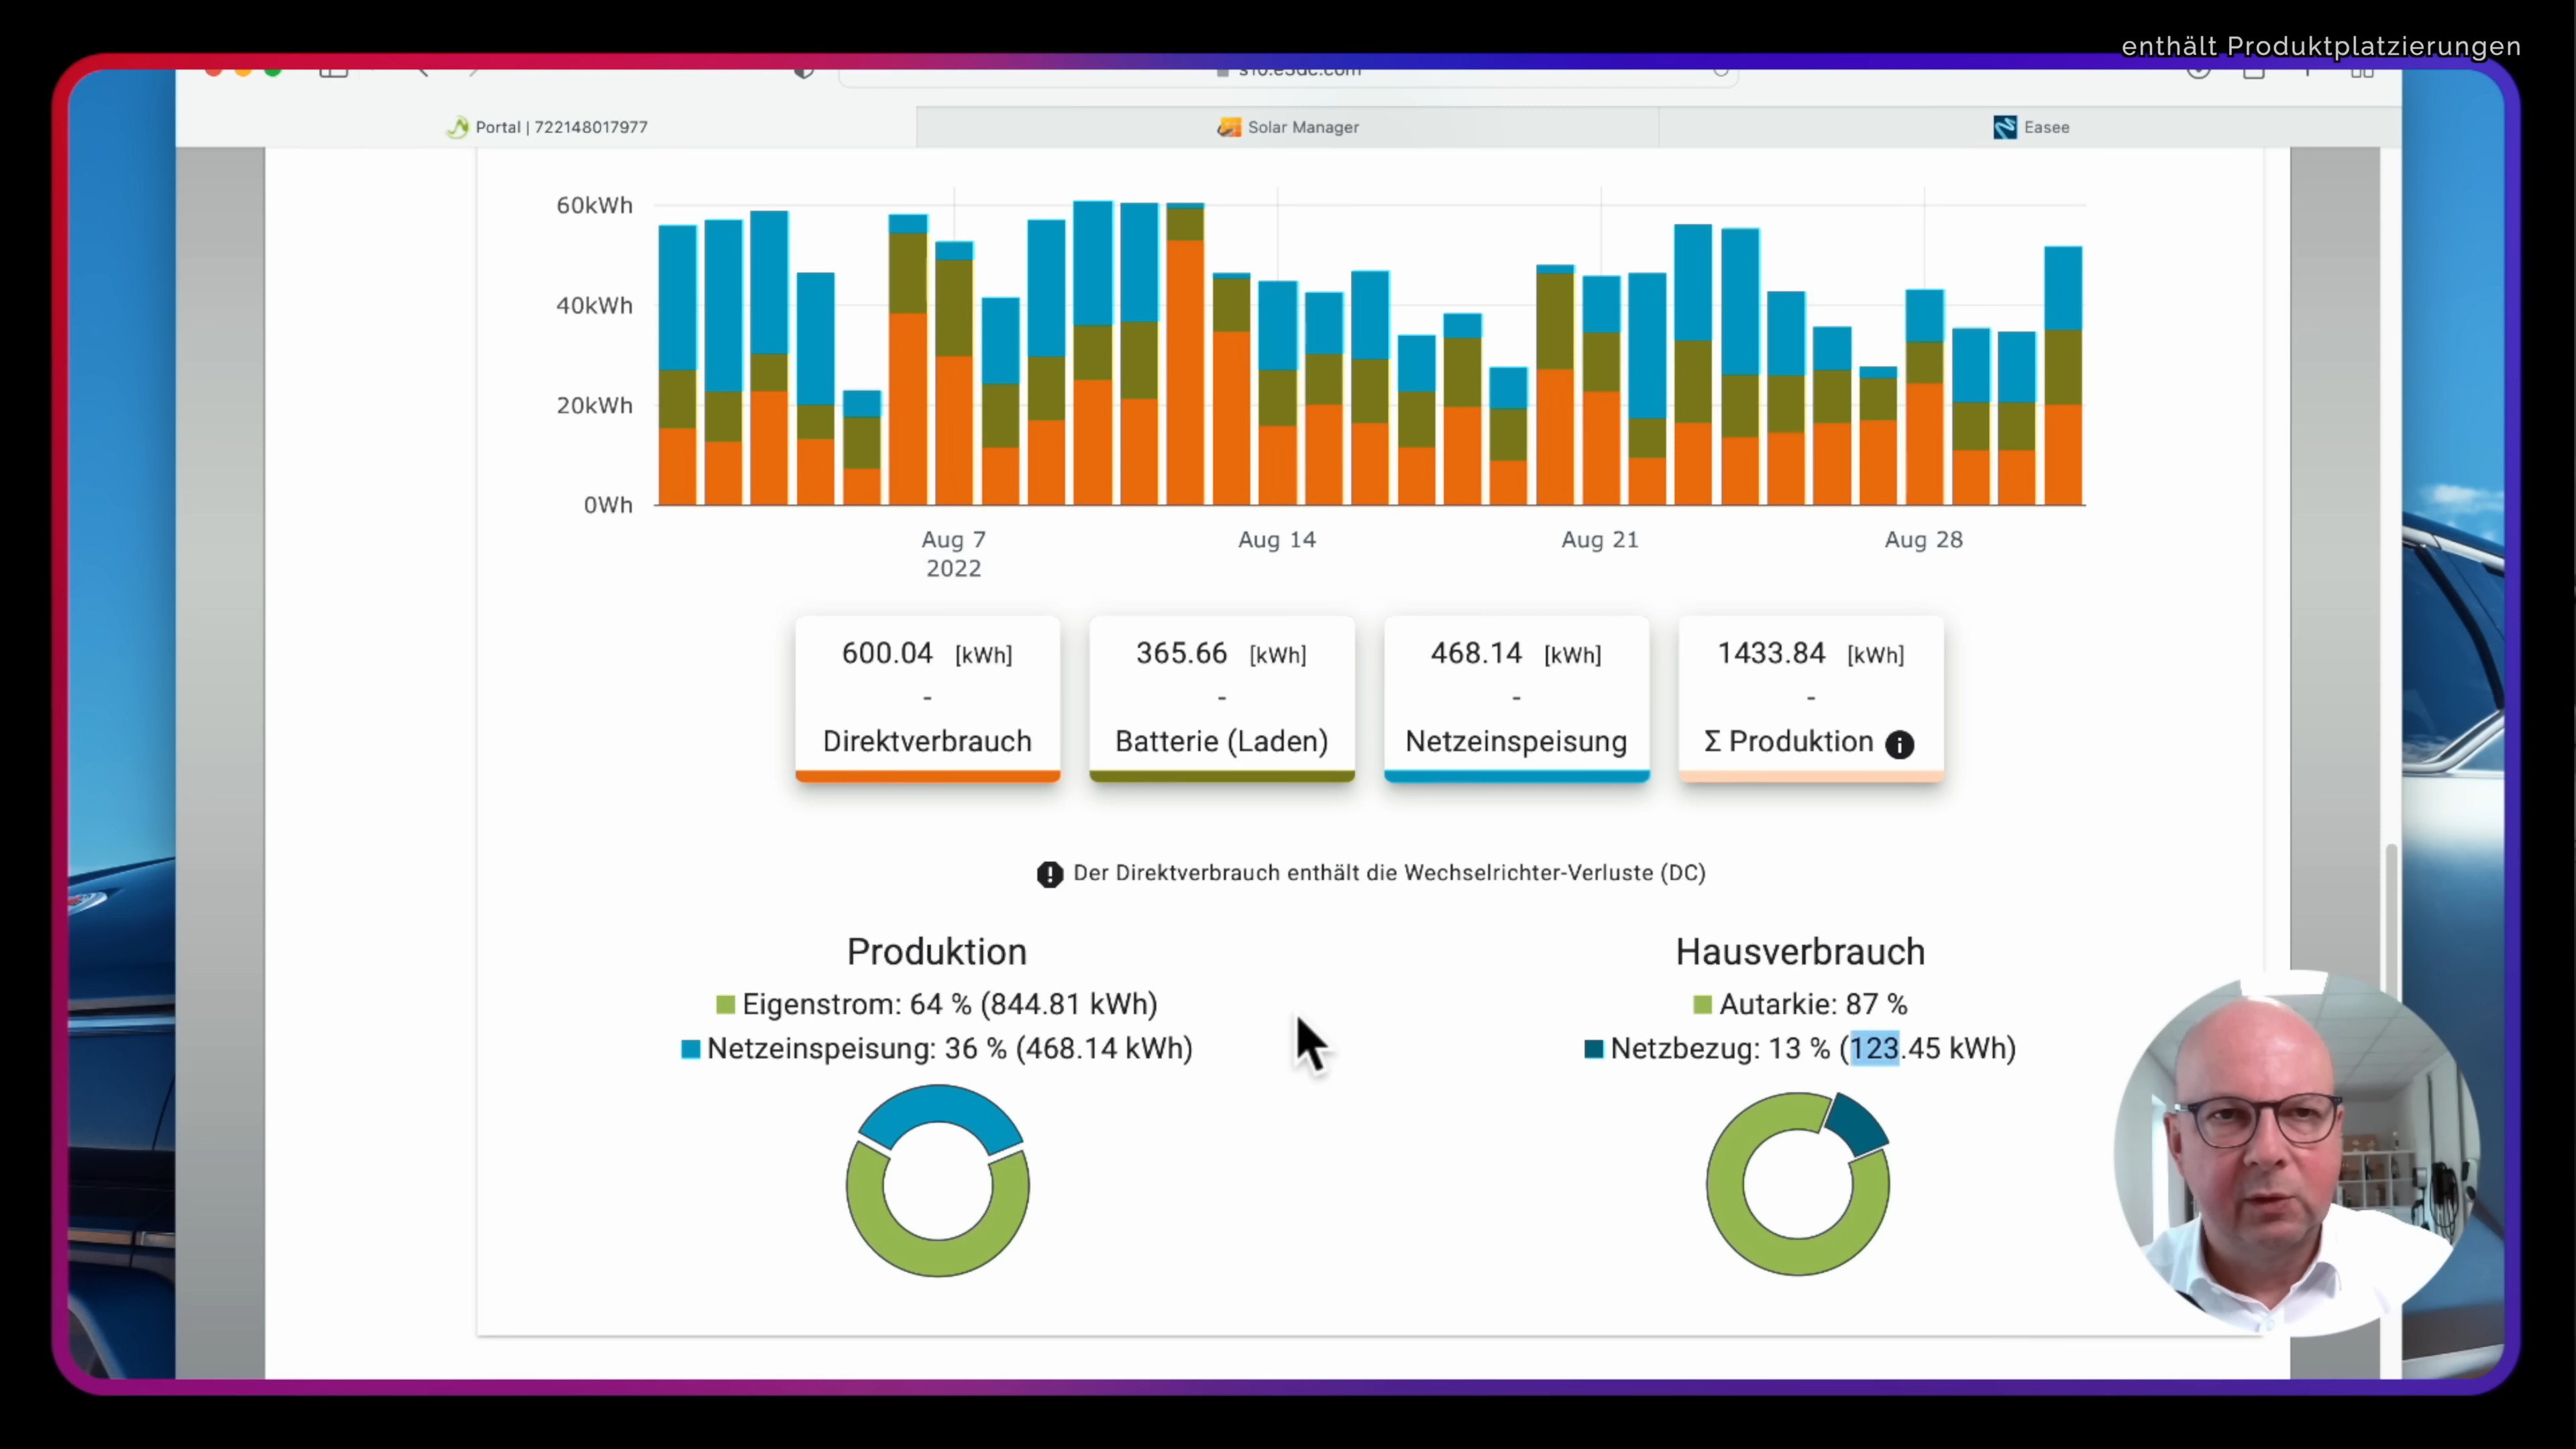 enthält Produktplatzierungen
Portal | 722148017977
Solar Manager
Easee
60kWh
40kWh
20kWh
0Wh
Aug 7
2022
Aug 14
Aug 21
Aug 28
600.04 [kWh]
-
Direktverbrauch
365.66 [kWh]
-
Batterie (Laden)
468.14 [kWh]
-
Netzeinspeisung
1433.84 [kWh]
-
Σ Produktion
Der Direktverbrauch enthält die Wechselrichter-Verluste (DC)
Produktion
Eigenstrom: 64 % (844.81 kWh)
Netzeinspeisung: 36 % (468.14 kWh)
Hausverbrauch
Autarkie: 87 %
Netzbezug: 13 % (123.45 kWh)